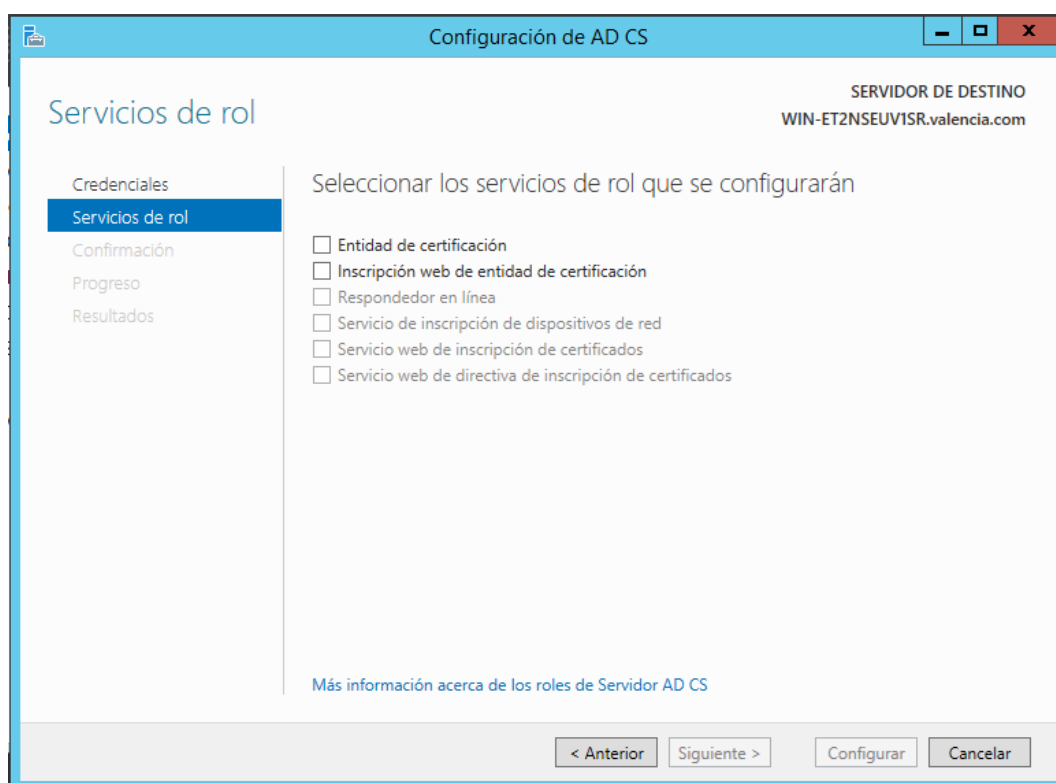 Configuración de AD CS
Servicios de rol
SERVIDOR DE DESTINO
WIN-ET2NSEUV1SR.valencia.com
Credenciales
Servicios de rol
Confirmación
Progreso
Resultados
Seleccionar los servicios de rol que se configurarán
Entidad de certificación
Inscripción web de entidad de certificación
Respondedor en línea
Servicio de inscripción de dispositivos de red
Servicio web de inscripción de certificados
Servicio web de directiva de inscripción de certificados
Más información acerca de los roles de Servidor AD CS
< Anterior
Siguiente >
Configurar
Cancelar